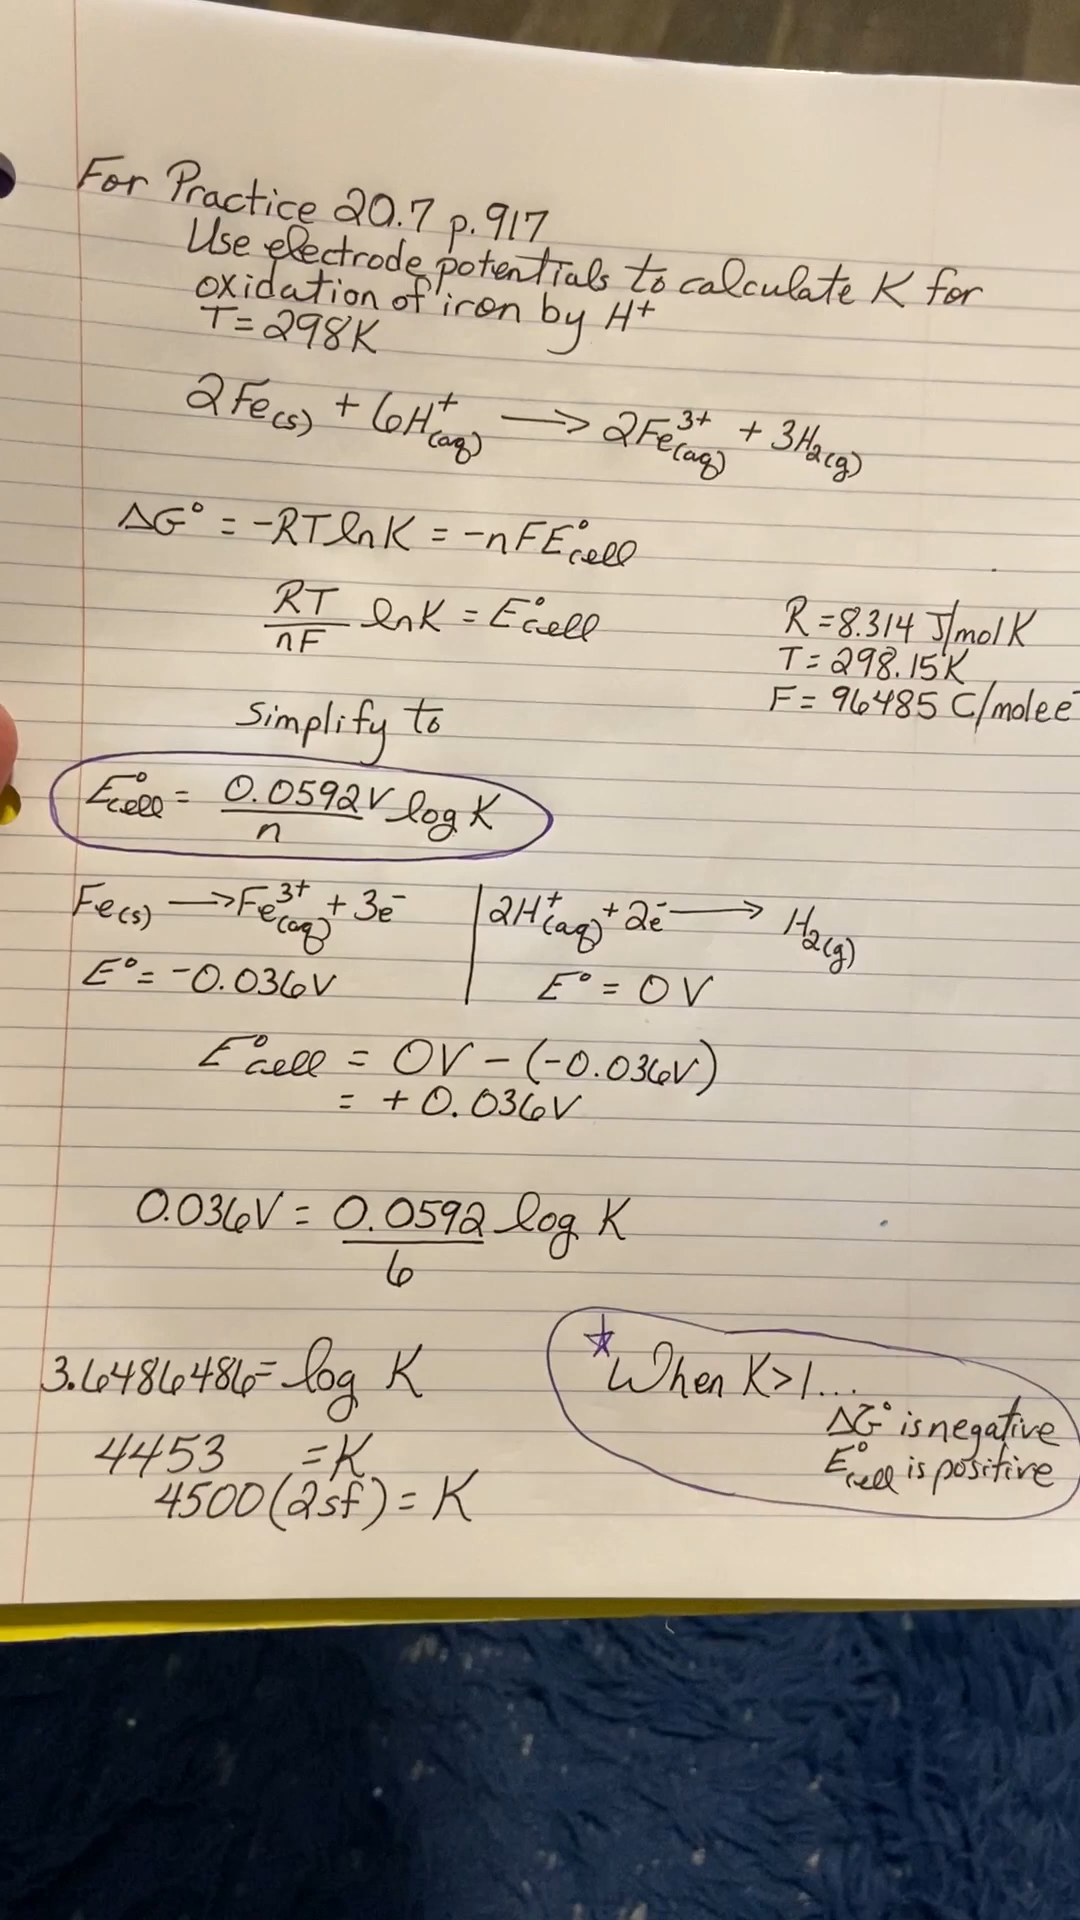 For Practice 20.7 p.917
Use electrode potentials to calculate K for
oxidation of iron by H⁺
T=298K
2Fe(s) + 6H⁺(aq) ⟶ 2Fe³⁺(aq) + 3H₂(g)
ΔG° = -RTlnK = -nFE°cell
RT/nF lnK = E°cell
R=8.314 J/molK
T=298.15K
F=96485 C/mole e⁻
Simplify to
E°cell = 0.0592V/n log K
Fe(s) ⟶ Fe³⁺(aq) + 3e⁻ | 2H⁺(aq) + 2e⁻ ⟶ H₂(g)
E°= -0.036V
E° = 0V
E°cell = 0V - (-0.036V)
= +0.036V
0.036V = 0.0592/6 log K
3.6486486= log K
4453 =K
4500(2sf) = K
☆ When K>1...
ΔG° is negative
E°cell is positive